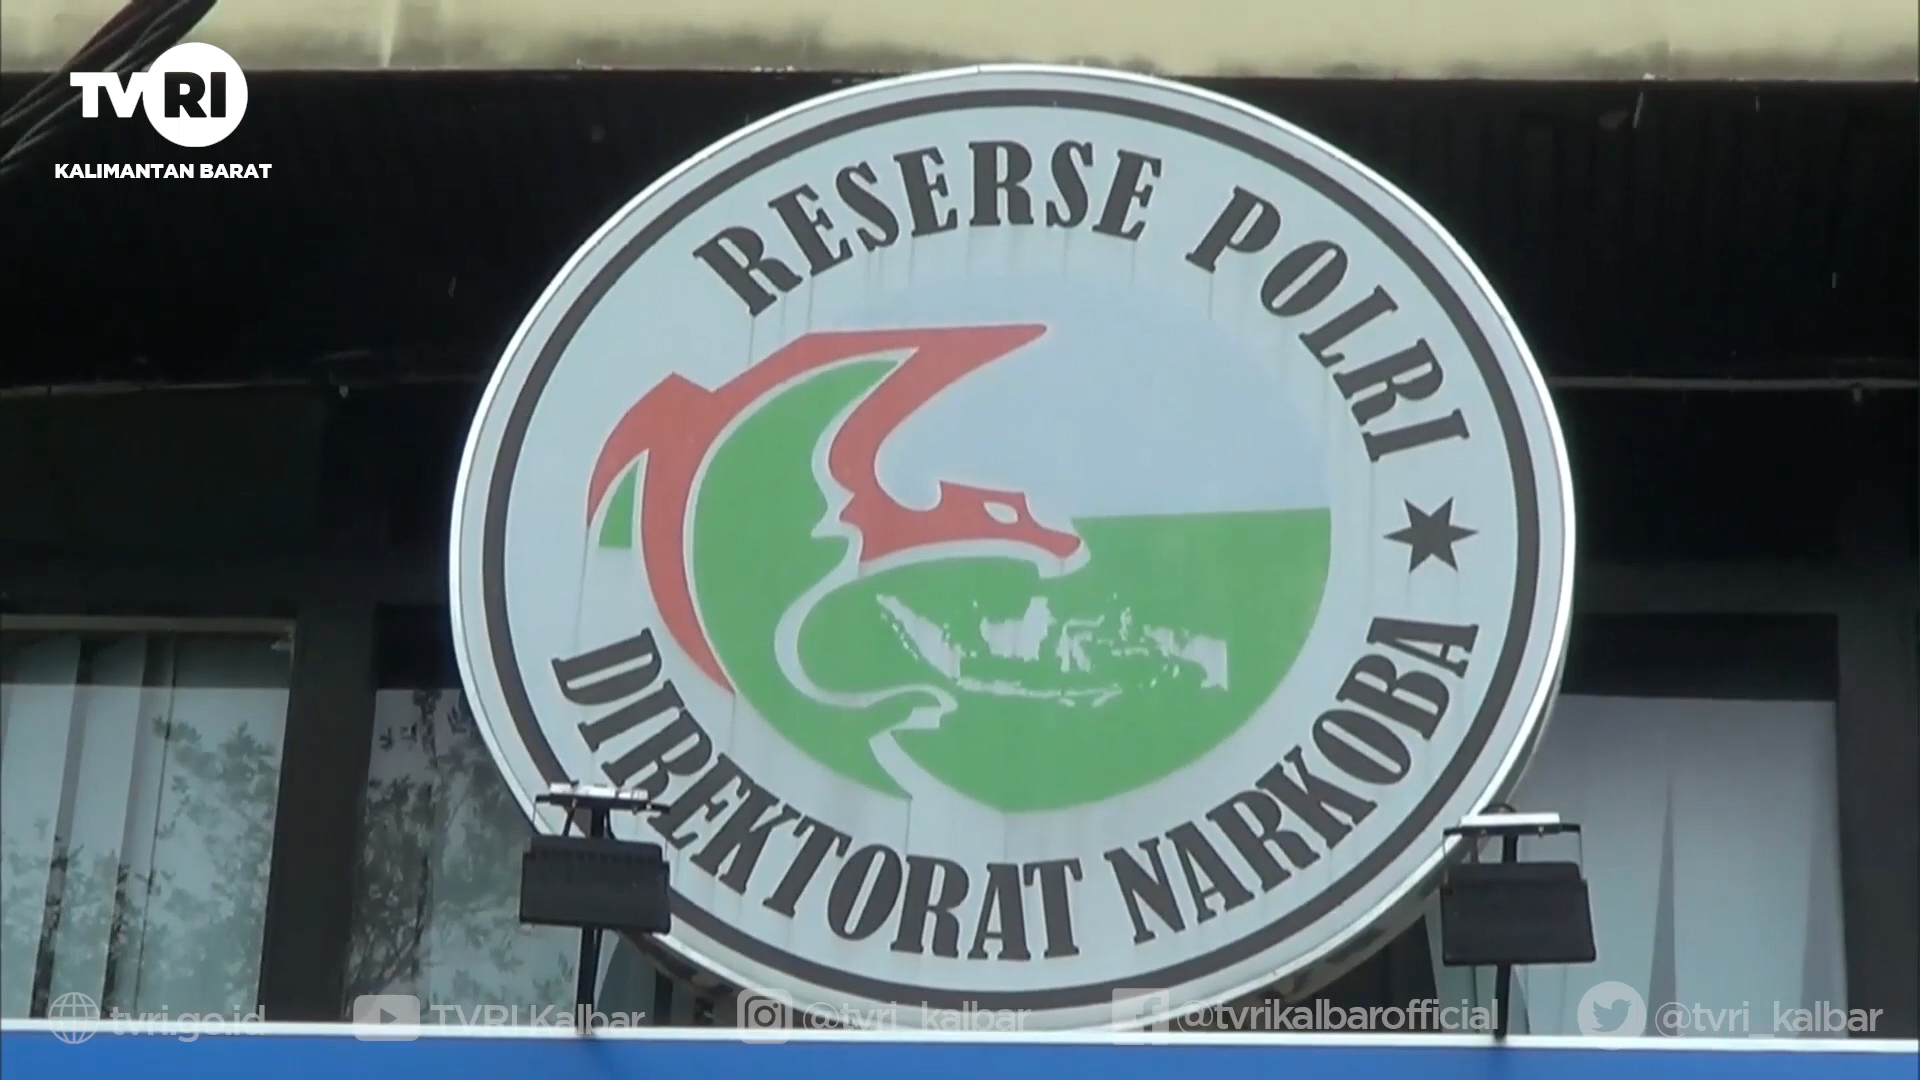 TVRI
KALIMANTAN BARAT
RESERSE POLRI
DIREKTORAT NARKOBA
tvri.go.id
TVRI Kalbar
@tvri_kalbar
@tvrikalbarofficial
@tvri_kalbar